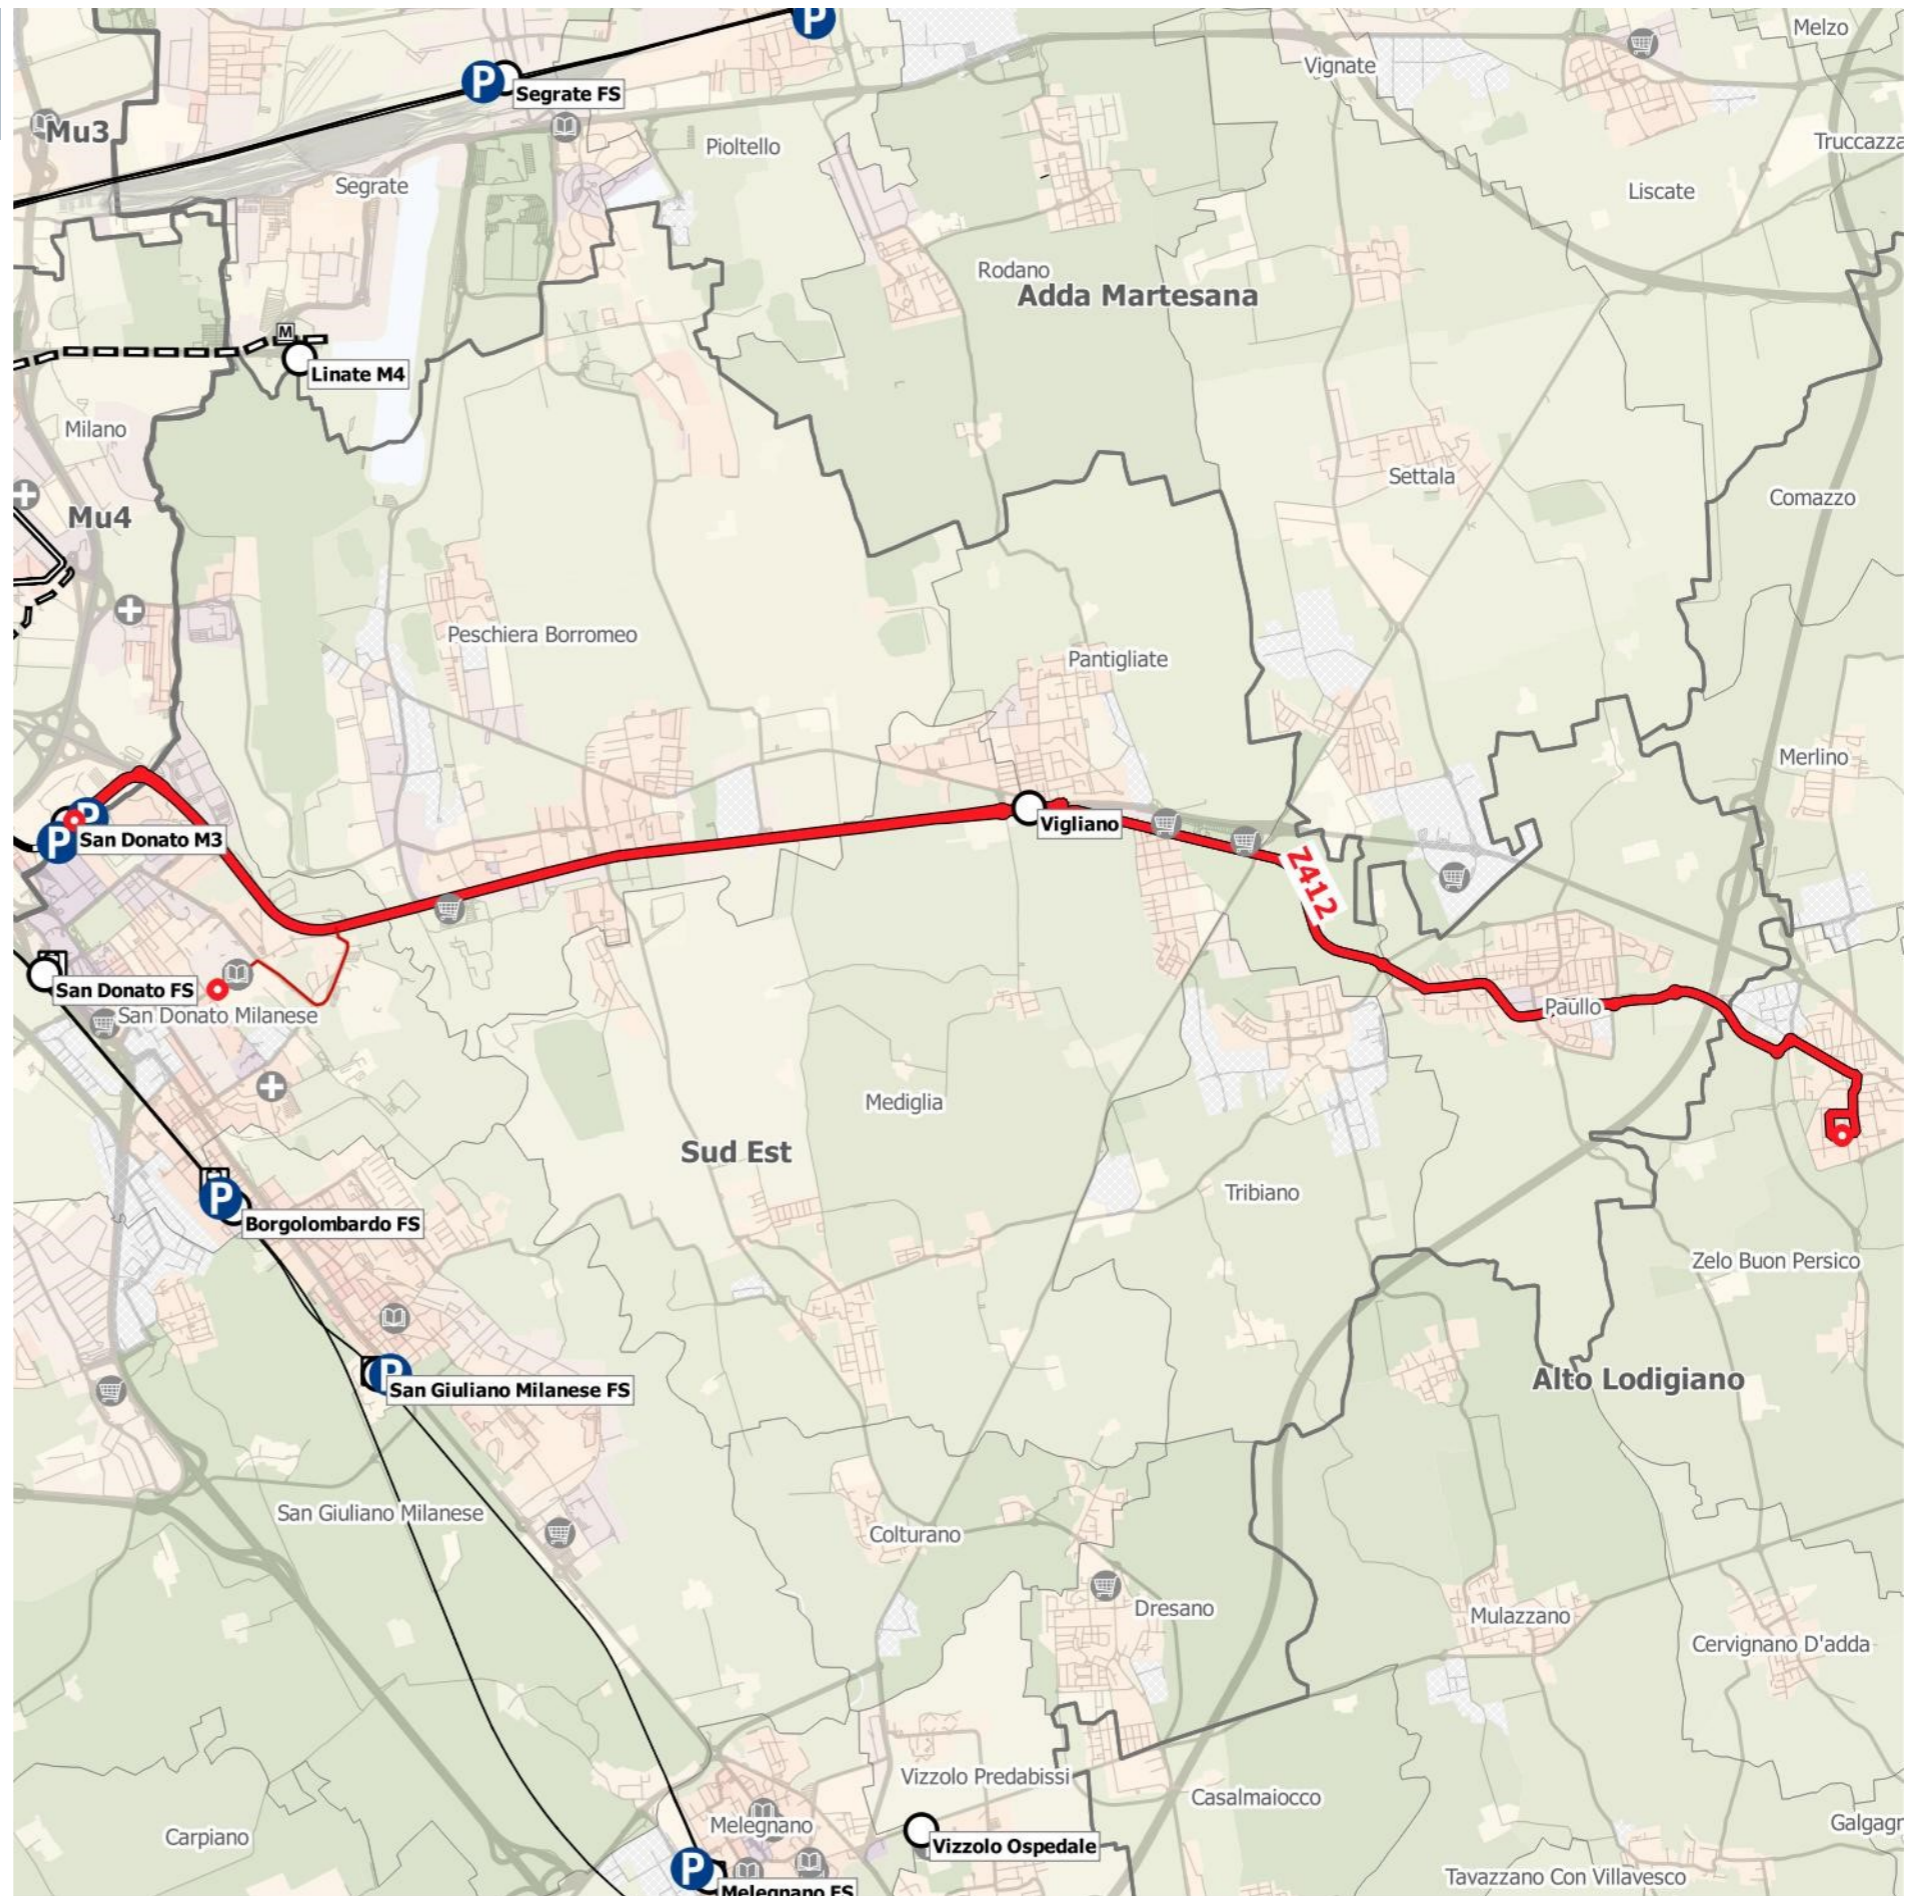 P
Melzo
Vignate
P
Segrate FS
Mu3
Pioltello
Truccazza
Segrate
Liscate
Rodano
Adda Martesana
M
Linate M4
Milano
Settala
Comazzo
Mu4
Peschiera Borromeo
Pantigliate
Merlino
P
P
San Donato M3
Vigliano
Z412
San Donato FS
San Donato Milanese
Paullo
Mediglia
Sud Est
Tribiano
P
Borgolombardo FS
Zelo Buon Persico
P
San Giuliano Milanese FS
Alto Lodigiano
San Giuliano Milanese
Colturano
Dresano
Mulazzano
Cervignano D'adda
Vizzolo Predabissi
Casalmaiocco
Melegnano
Galgagn
Carpiano
Vizzolo Ospedale
P
Melegnano FS
Tavazzano Con Villavesco